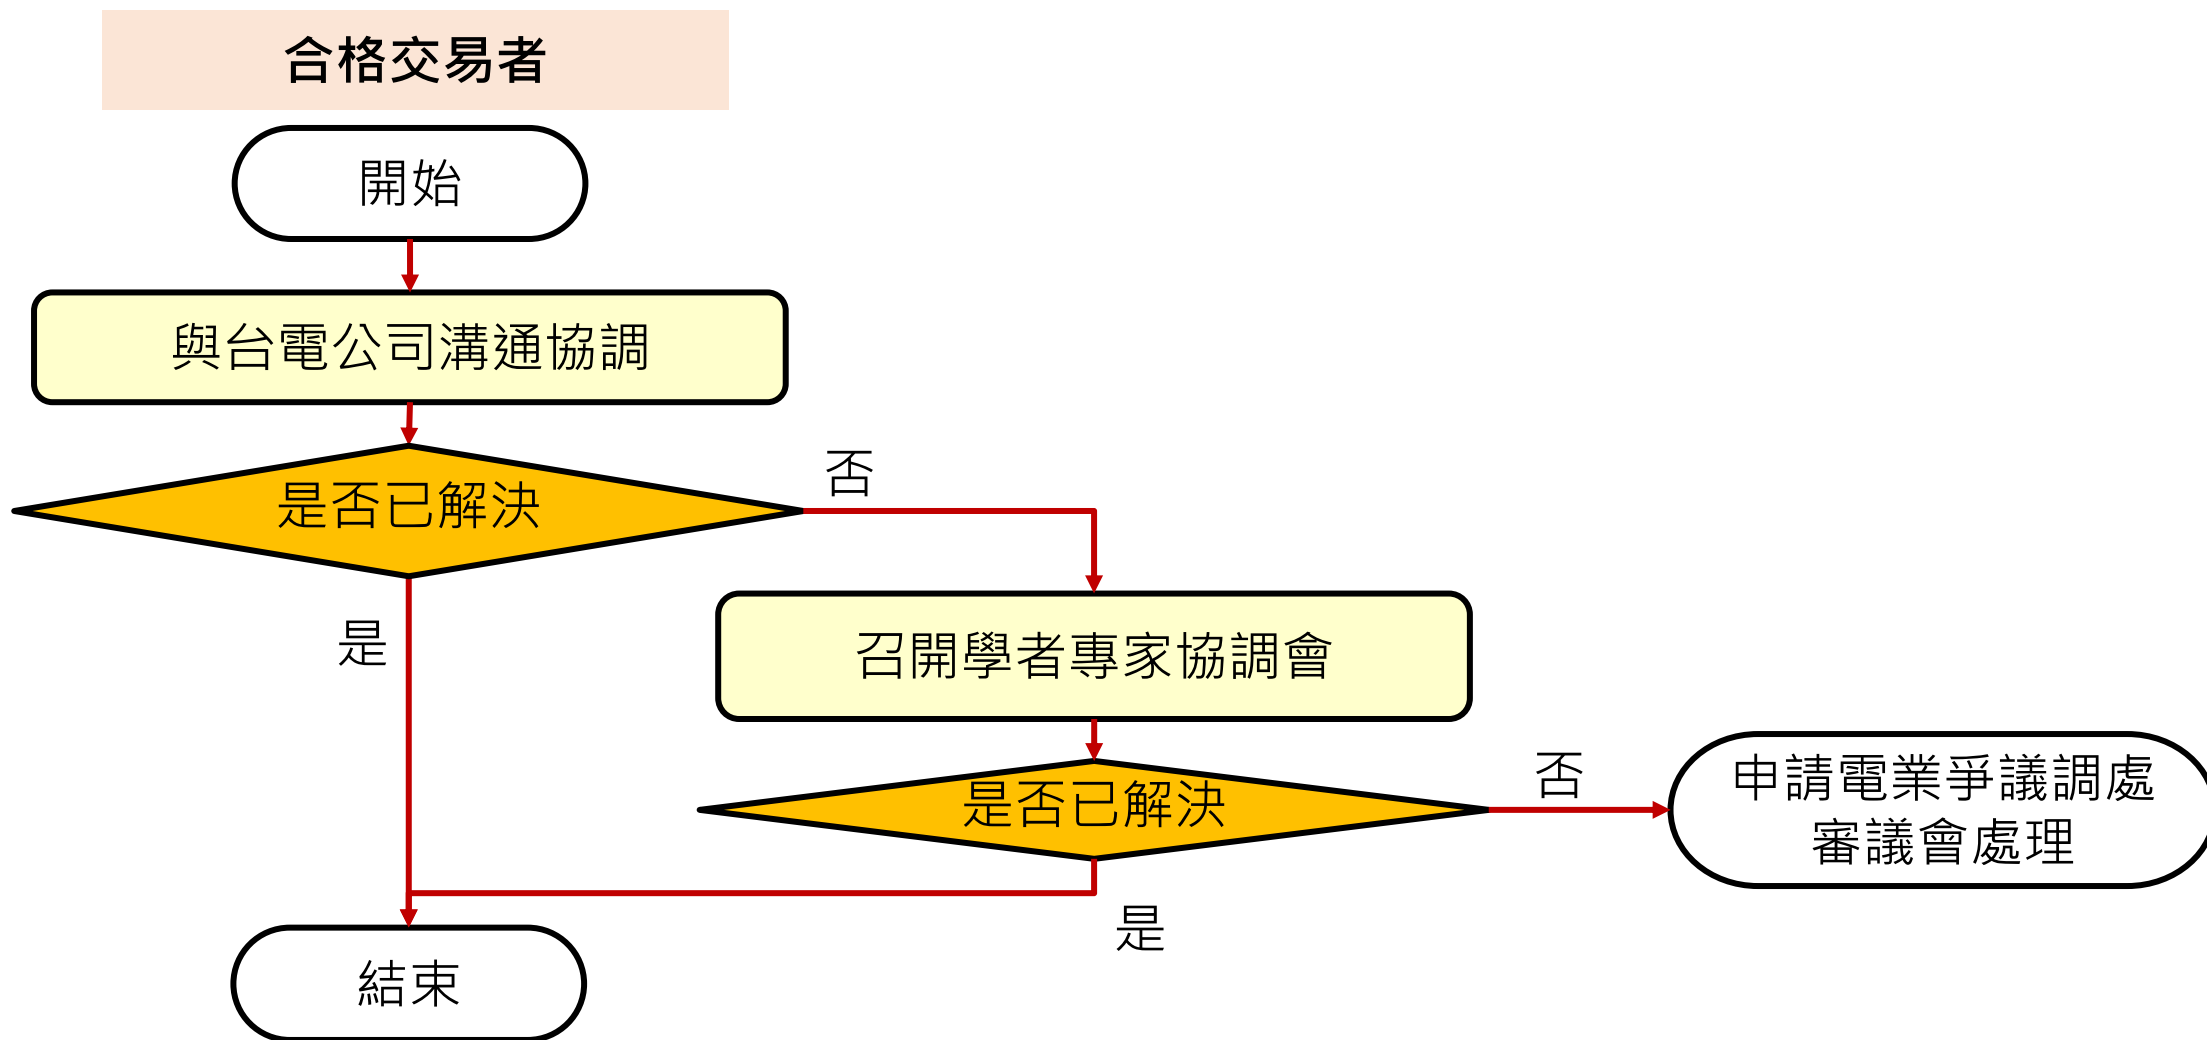 合格交易者
開始
與台電公司溝通協調
是否已解決
否
是
召開學者專家協調會
是否已解決
否
申請電業爭議調處
審議會處理
是
結束